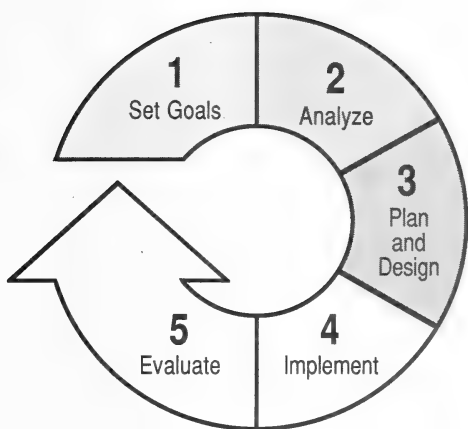 1
Set Goals
2
Analyze
3
Plan
and
Design
4
Implement
5
Evaluate